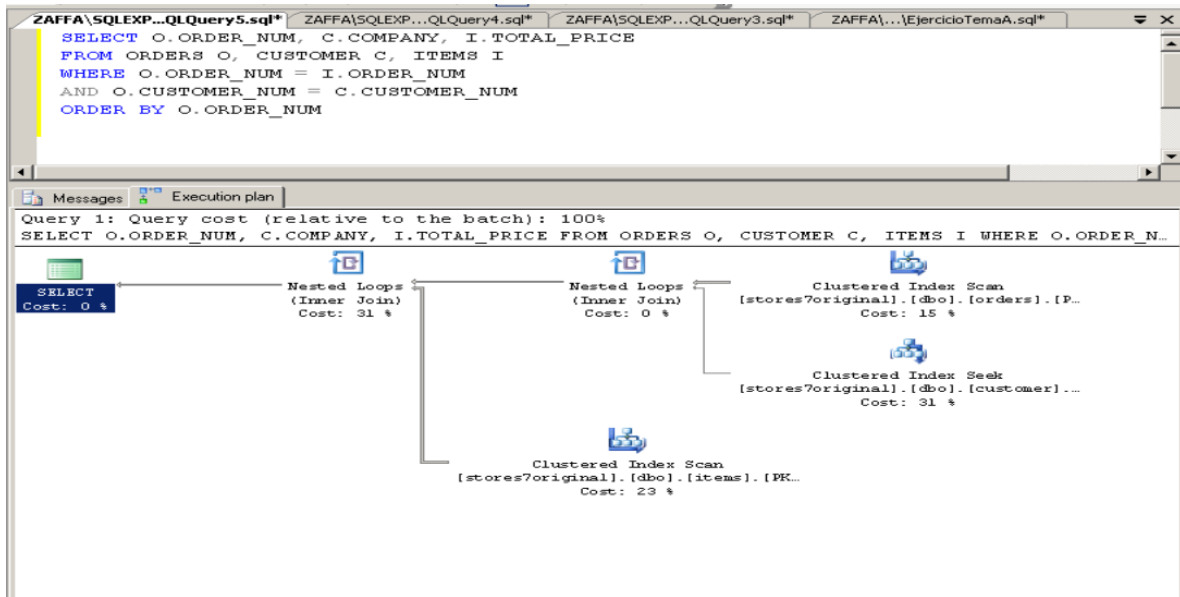 ZAFFA\SQLEXP...QLQuery5.sql* ZAFFA\SQLEXP...QLQuery4.sql* ZAFFA\SQLEXP...QLQuery3.sql* ZAFFA\...\EjercicioTemaA.sql*
SELECT O.ORDER_NUM, C.COMPANY, I.TOTAL_PRICE
FROM ORDERS O, CUSTOMER C, ITEMS I
WHERE O.ORDER_NUM = I.ORDER_NUM
AND O.CUSTOMER_NUM = C.CUSTOMER_NUM
ORDER BY O.ORDER_NUM
Messages Execution plan
Query 1: Query cost (relative to the batch): 100%
SELECT O.ORDER_NUM, C.COMPANY, I.TOTAL_PRICE FROM ORDERS O, CUSTOMER C, ITEMS I WHERE O.ORDER_N...
SELECT
Cost: 0 %
Nested Loops
(Inner Join)
Cost: 31 %
Nested Loops
(Inner Join)
Cost: 0 %
Clustered Index Scan
[stores7original].[dbo].[orders].[P...
Cost: 15 %
Clustered Index Seek
[stores7original].[dbo].[customer]....
Cost: 31 %
Clustered Index Scan
[stores7original].[dbo].[items].[PK...
Cost: 23 %